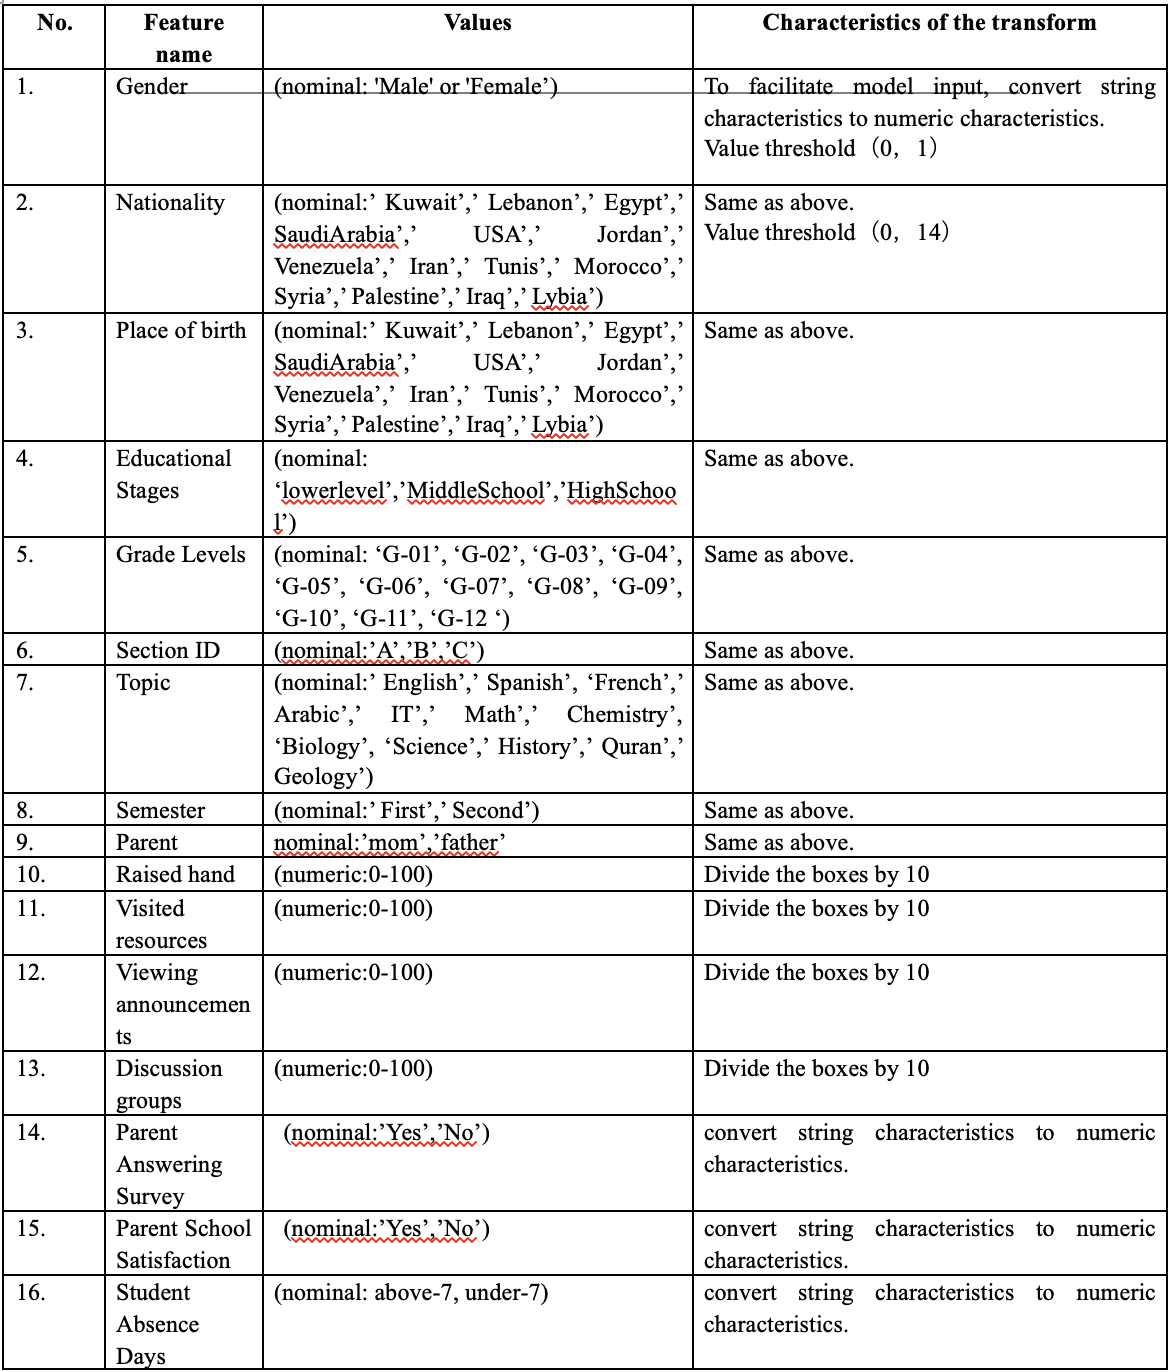 No.
Feature
name
Values
Characteristics of the transform
1.
Gender
(nominal: 'Male' or 'Female’)
To facilitate model input, convert string
characteristics to numeric characteristics.
Value threshold（0，1）
2.
Nationality
(nominal:’ Kuwait’,’ Lebanon’,’ Egypt’,’
SaudiArabia’,’ USA’,’ Jordan’,’
Venezuela’,’ Iran’,’ Tunis’,’ Morocco’,’
Syria’,’ Palestine’,’ Iraq’,’ Lybia’)
Same as above.
Value threshold（0，14）
3.
Place of birth
(nominal:’ Kuwait’,’ Lebanon’,’ Egypt’,’
SaudiArabia’,’ USA’,’ Jordan’,’
Venezuela’,’ Iran’,’ Tunis’,’ Morocco’,’
Syria’,’ Palestine’,’ Iraq’,’ Lybia’)
Same as above.
4.
Educational
Stages
(nominal:
‘lowerlevel’,’MiddleSchool’,’HighSchoo
l’)
Same as above.
5.
Grade Levels
(nominal: ‘G-01’, ‘G-02’, ‘G-03’, ‘G-04’,
‘G-05’, ‘G-06’, ‘G-07’, ‘G-08’, ‘G-09’,
‘G-10’, ‘G-11’, ‘G-12 ‘)
Same as above.
6.
Section ID
(nominal:’A’,’B’,’C’)
Same as above.
7.
Topic
(nominal:’ English’,’ Spanish’, ‘French’,’
Arabic’,’ IT’,’ Math’,’ Chemistry’,
‘Biology’, ‘Science’,’ History’,’ Quran’,’
Geology’)
Same as above.
8.
Semester
(nominal:’ First’,’ Second’)
Same as above.
9.
Parent
nominal:’mom’,’father’
Same as above.
10.
Raised hand
(numeric:0-100)
Divide the boxes by 10
11.
Visited
resources
(numeric:0-100)
Divide the boxes by 10
12.
Viewing
announcemen
ts
(numeric:0-100)
Divide the boxes by 10
13.
Discussion
groups
(numeric:0-100)
Divide the boxes by 10
14.
Parent
Answering
Survey
(nominal:’Yes’,’No’)
convert string characteristics to numeric
characteristics.
15.
Parent School
Satisfaction
(nominal:’Yes’,’No’)
convert string characteristics to numeric
characteristics.
16.
Student
Absence
Days
(nominal: above-7, under-7)
convert string characteristics to numeric
characteristics.